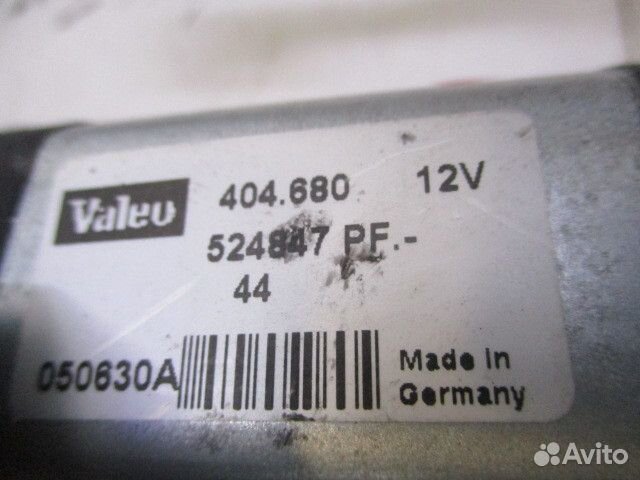 Valeo 404.680 12V
524847 PF.-
44
050630A Made in
Germany
Avito